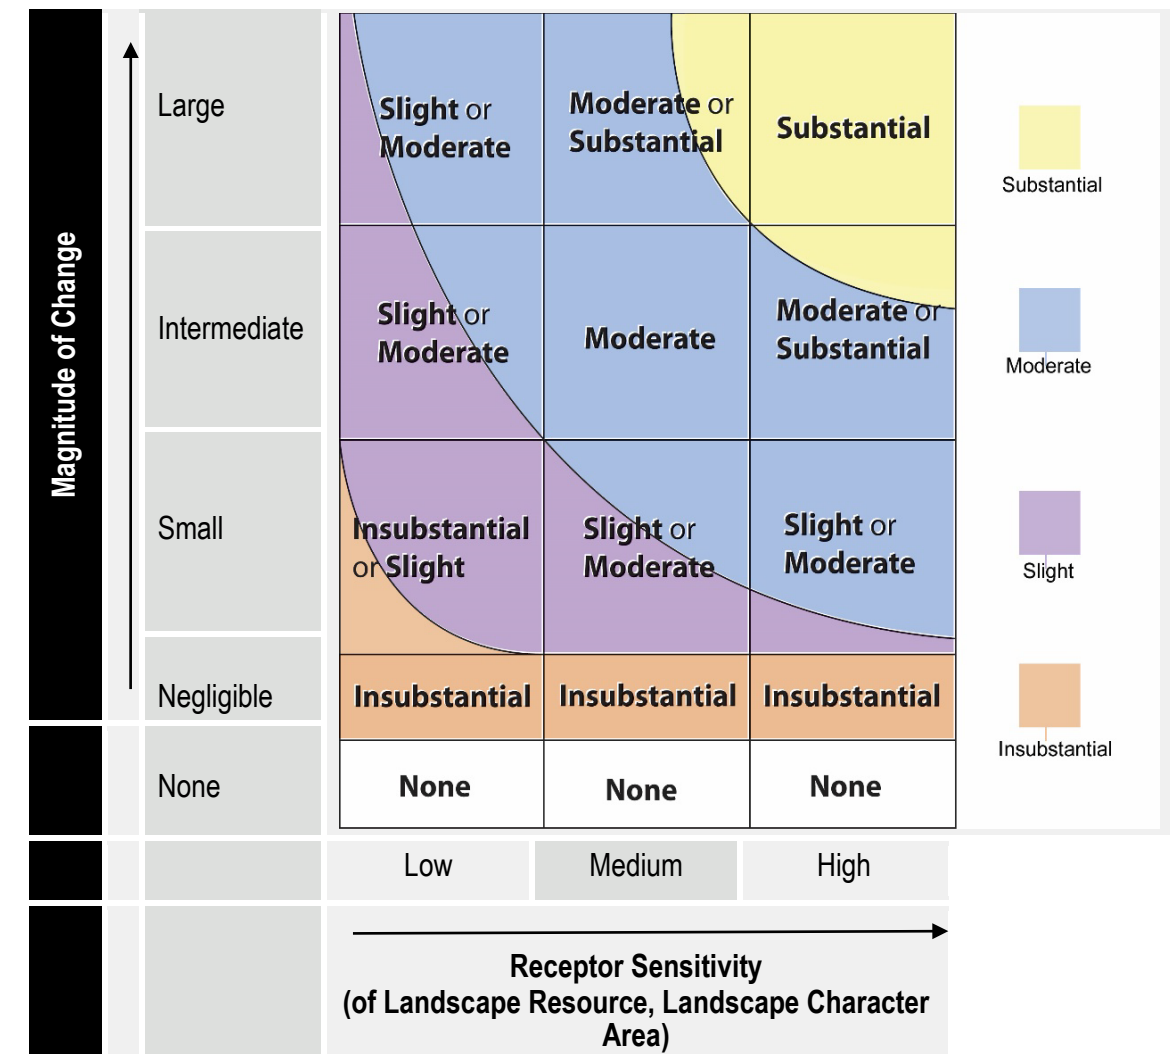 Magnitude of Change
Large
Slight or
Moderate
Moderate or
Substantial
Substantial
Intermediate
Slight or
Moderate
Moderate
Moderate or
Substantial
Small
Insubstantial
or Slight
Slight or
Moderate
Slight or
Moderate
Negligible
Insubstantial
Insubstantial
Insubstantial
None
None
None
None
Low
Medium
High
Receptor Sensitivity
(of Landscape Resource, Landscape Character
Area)
Substantial
Moderate
Slight
Insubstantial